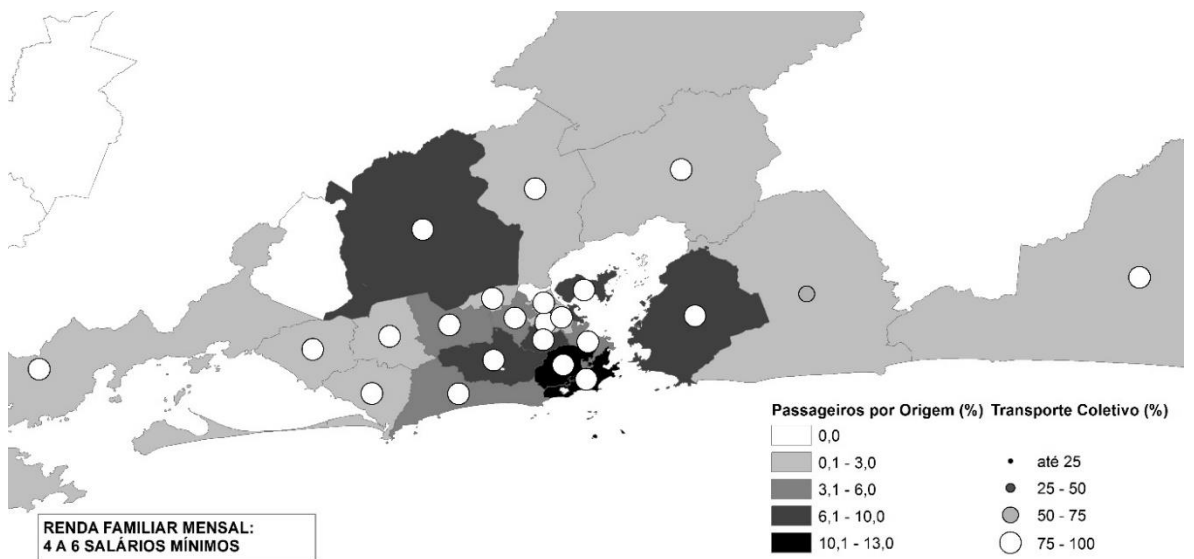 Passageiros por Origem (%)
0,0
0,1 - 3,0
3,1 - 6,0
6,1 - 10,0
10,1 - 13,0
Transporte Coletivo (%)
até 25
25 - 50
50 - 75
75 - 100
RENDA FAMILIAR MENSAL:
4 A 6 SALÁRIOS MÍNIMOS